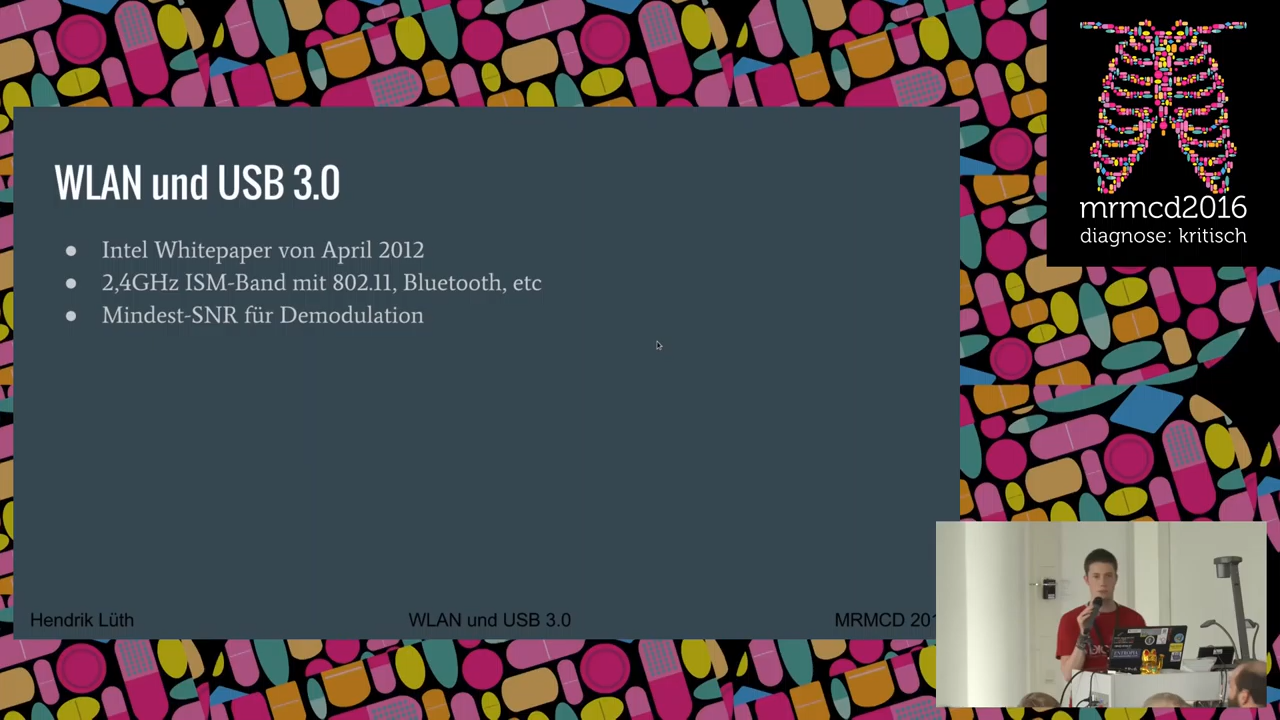 WLAN und USB 3.0
● Intel Whitepaper von April 2012
● 2,4GHz ISM-Band mit 802.11, Bluetooth, etc
● Mindest-SNR für Demodulation
Hendrik Lüth
WLAN und USB 3.0
MRMCD 201
mrmcd2016
diagnose: kritisch